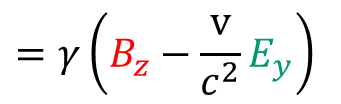 = γ (B_z − v/c² E_y)